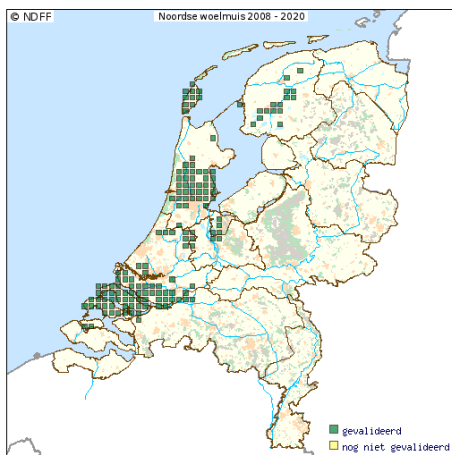 © NDFF
Noordse woelmuis 2008 - 2020
gevalideerd
nog niet gevalideerd